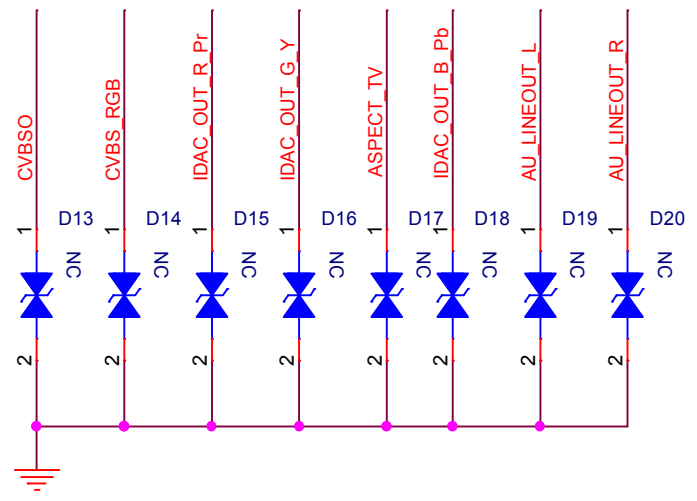 CVBSO
CVBS_RGB
IDAC_OUT_R_Pr
IDAC_OUT_G_Y
ASPECT_TV
IDAC_OUT_B_Pb
AU_LINEOUT_L
AU_LINEOUT_R
1 D13
1 D14
1 D15
1 D16
1 D17
1 D18
1 D19
1 D20
NC
NC
NC
NC
NC
NC
NC
2
2
2
2
2
2
2
2